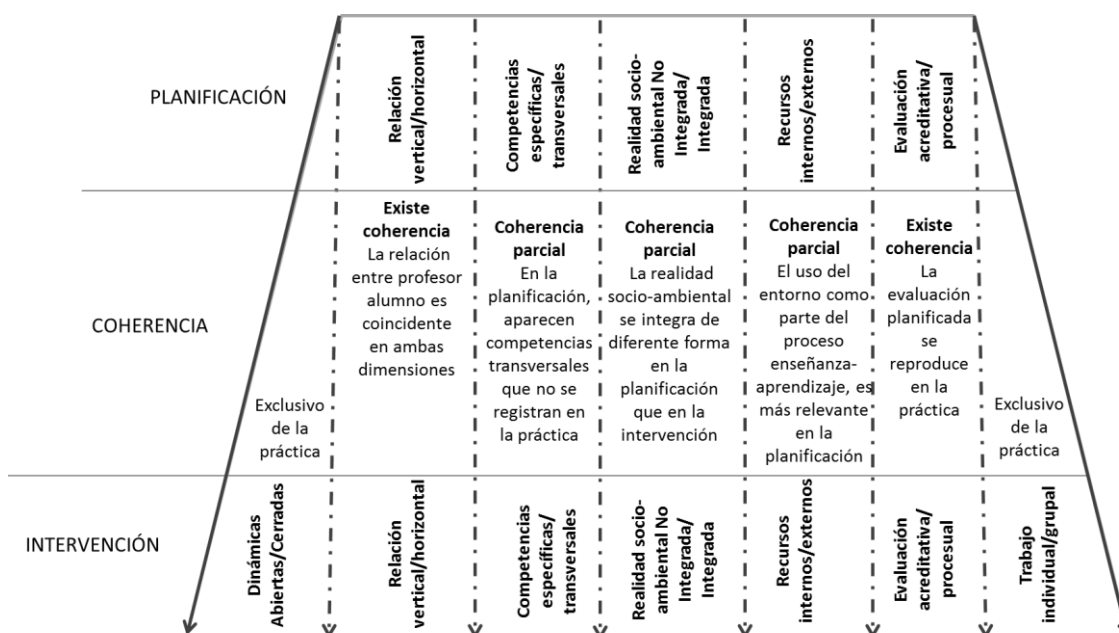 PLANIFICACIÓN
Relación
vertical/horizontal
Competencias
específicas/
transversales
Realidad socio-
ambiental No
Integrada/
Integrada
Recursos
internos/externos
Evaluación
acreditativa/
procesual
COHERENCIA
Exclusivo
de la
práctica
Existe
coherencia
La relación
entre profesor
alumno es
coincidente
en ambas
dimensiones
Coherencia
parcial
En la
planificación,
aparecen
competencias
transversales
que no se
registran en
la práctica
Coherencia
parcial
La realidad
socio-ambiental
se integra de
diferente forma
en la
planificación
que en la
intervención
Coherencia
parcial
El uso del
entorno como
parte del
proceso
enseñanza-
aprendizaje, es
más relevante
en la
planificación
Existe
coherencia
La
evaluación
planificada
se
reproduce
en la
práctica
Exclusivo
de la
práctica
INTERVENCIÓN
Dinámicas
Abiertas/Cerradas
Relación
vertical/horizontal
Competencias
específicas/
transversales
Realidad socio-
ambiental No
Integrada/
Integrada
Recursos
internos/externos
Evaluación
acreditativa/
procesual
Trabajo
individual/grupal